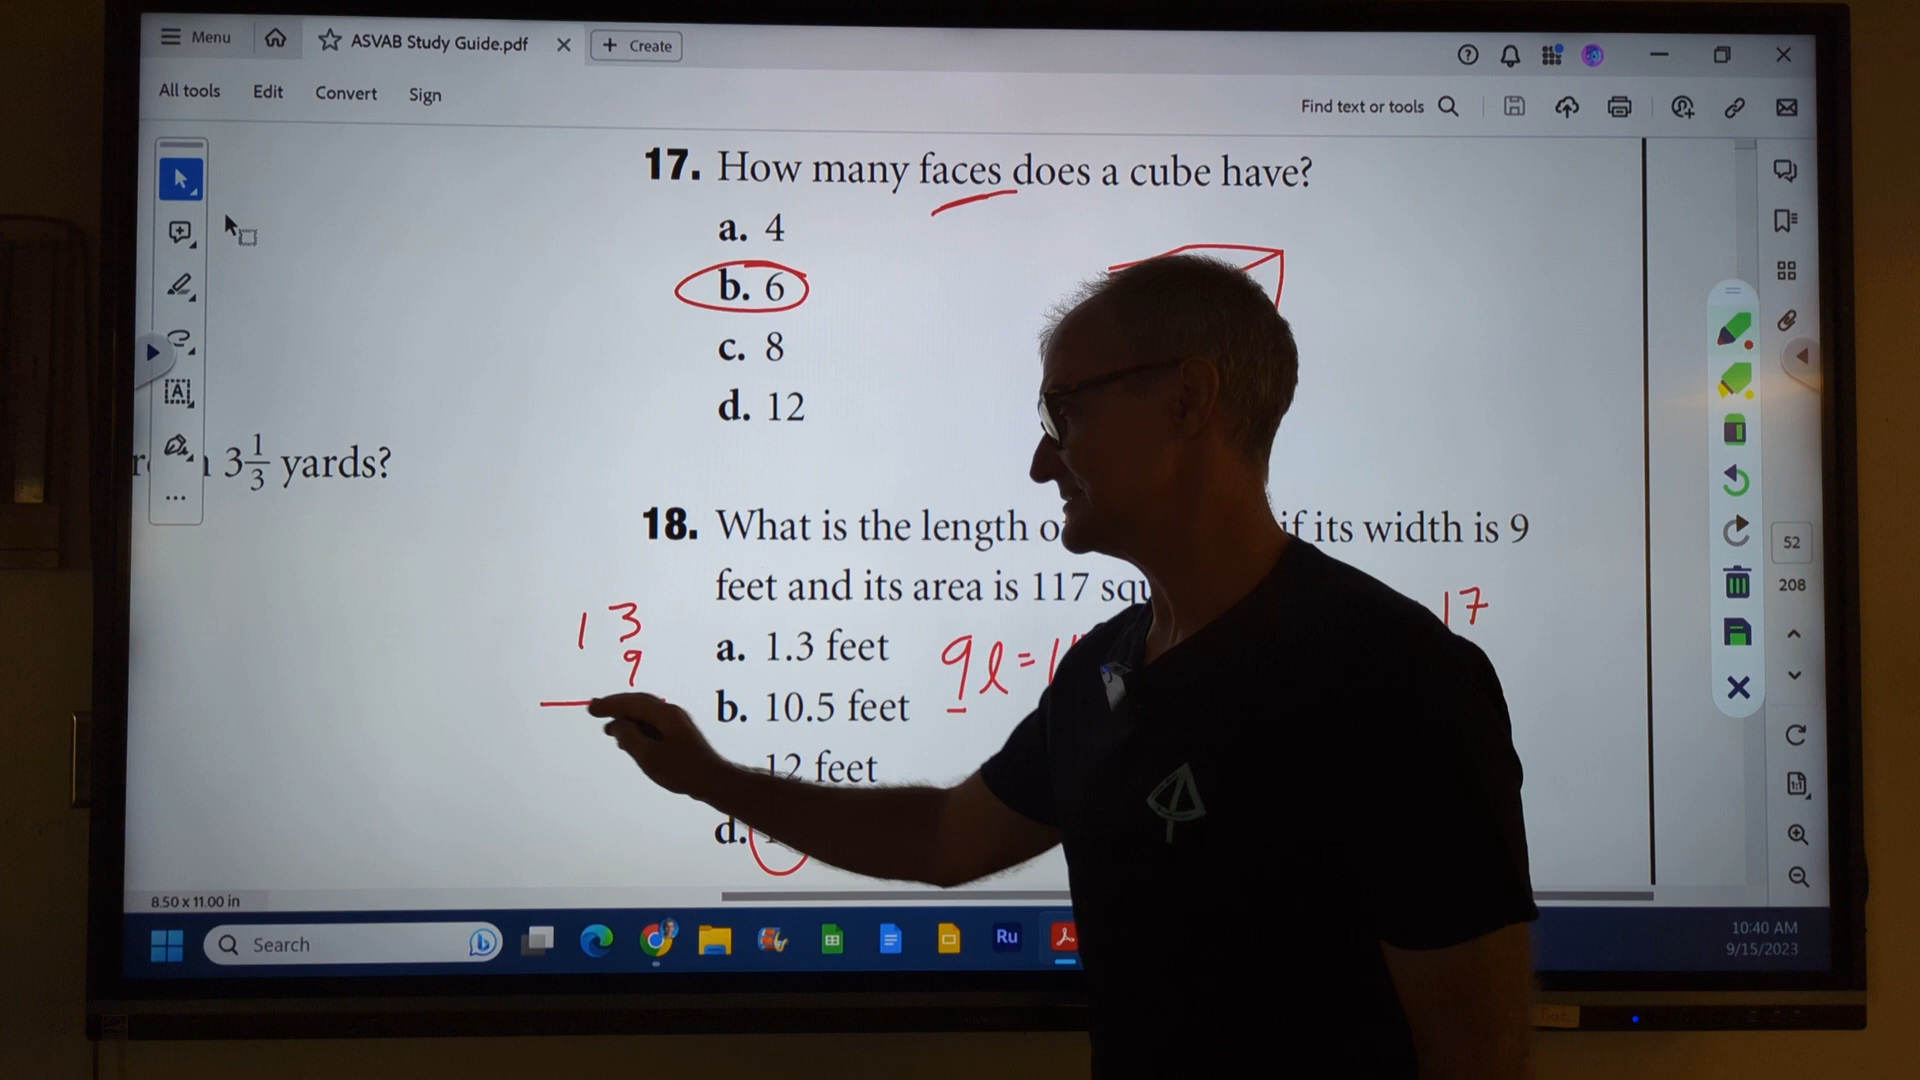 Menu
ASVAB Study Guide.pdf
+ Create
All tools Edit Convert Sign
Find text or tools
17. How many faces does a cube have?
a. 4
b. 6
c. 8
d. 12
3 1/3 yards?
18. What is the length o if its width is 9
feet and its area is 117 squ
13
9
17
a. 1.3 feet
9l = 1
b. 10.5 feet
12 feet
d.
52
208
8.50 x 11.00 in
Search
Ru
10:40 AM
9/15/2023